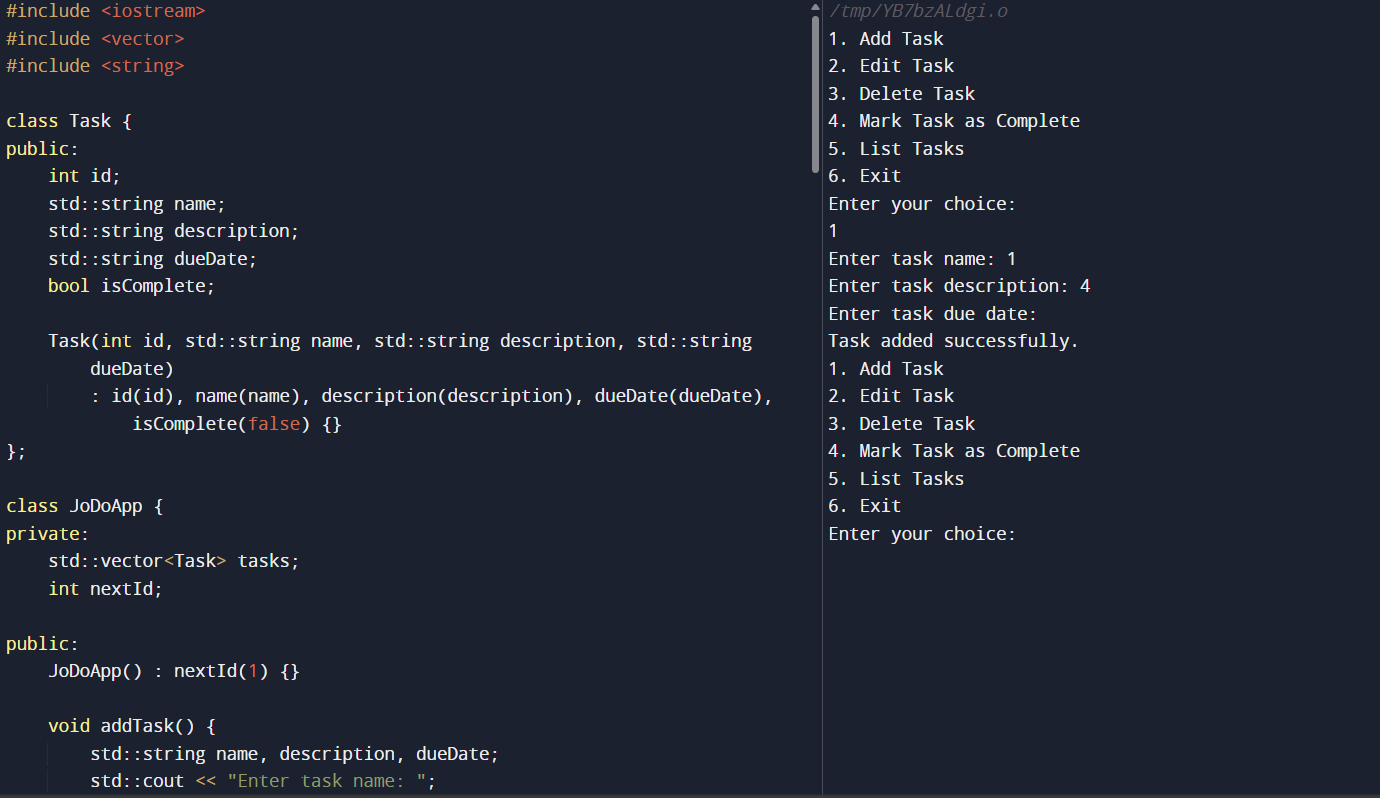 #include <iostream>
#include <vector>
#include <string>
class Task {
public:
    int id;
    std::string name;
    std::string description;
    std::string dueDate;
    bool isComplete;
    Task(int id, std::string name, std::string description, std::string
        dueDate)
        : id(id), name(name), description(description), dueDate(dueDate),
            isComplete(false) {}
};
class JoDoApp {
private:
    std::vector<Task> tasks;
    int nextId;
public:
    JoDoApp() : nextId(1) {}
    void addTask() {
        std::string name, description, dueDate;
        std::cout << "Enter task name: ";
/tmp/YB7bzALdgi.o
1. Add Task
2. Edit Task
3. Delete Task
4. Mark Task as Complete
5. List Tasks
6. Exit
Enter your choice:
1
Enter task name: 1
Enter task description: 4
Enter task due date:
Task added successfully.
1. Add Task
2. Edit Task
3. Delete Task
4. Mark Task as Complete
5. List Tasks
6. Exit
Enter your choice: